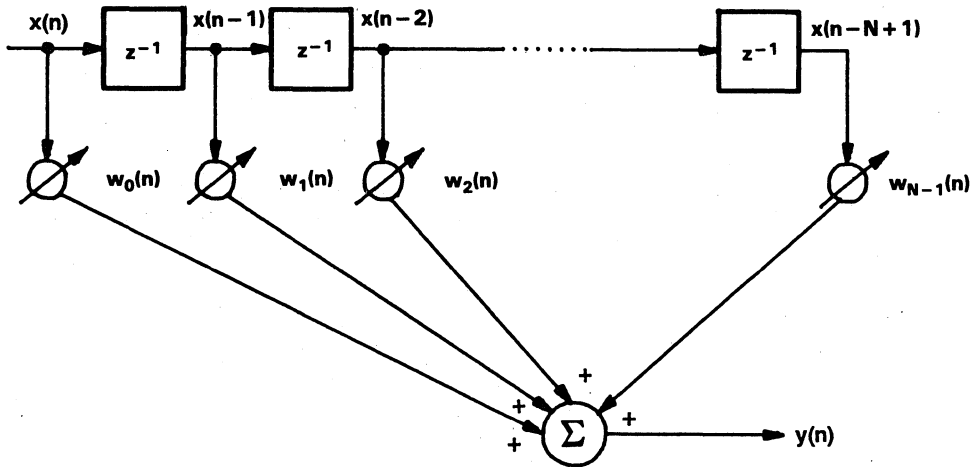 x(n)
x(n−1)
x(n−2)
x(n−N+1)
z⁻¹
z⁻¹
z⁻¹
w₀(n)
w₁(n)
w₂(n)
w_{N−1}(n)
+
+
+
+
Σ
y(n)